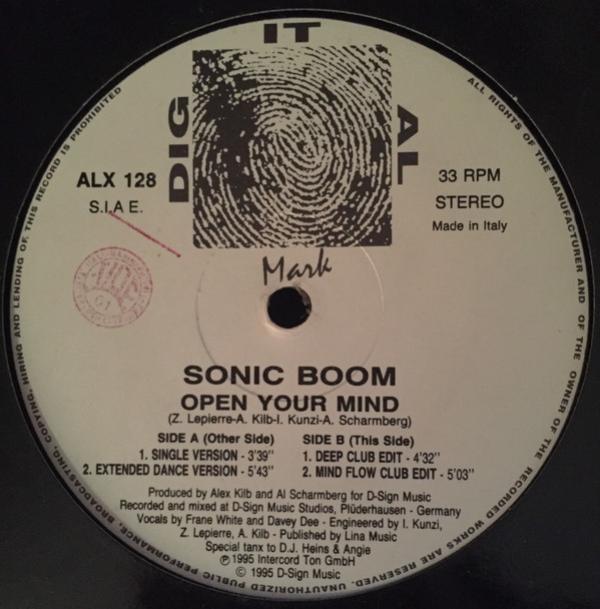 DIG
IT
AL
Mark
ALX 128
S.I.A E.
33 RPM
STEREO
Made in Italy
SONIC BOOM
OPEN YOUR MIND
(Z. Lepierre-A. Kilb-I. Kunzi-A. Scharmberg)
SIDE A (Other Side)
1. SINGLE VERSION - 3'39"
2. EXTENDED DANCE VERSION - 5'43"
SIDE B (This Side)
1. DEEP CLUB EDIT - 4'32"
2. MIND FLOW CLUB EDIT - 5'03"
Produced by Alex Kilb and Al Scharmberg for D-Sign Music
Recorded and mixed at D-Sign Music Studios, Plüderhausen - Germany
Vocals by Frane White and Davey Dee - Engineered by I. Kunzi,
Z. Lepierre, A. Kilb - Published by Lina Music
Special tanx to D.J. Heins & Angie
℗ 1995 Intercord Ton GmbH
© 1995 D-Sign Music
ALL RIGHTS OF THE MANUFACTURER AND OF THE OWNER OF THE RECORDED WORKS ARE RESERVED. UNAUTHORIZED PUBLIC PERFORMANCE, BROADCASTING, COPYING, HIRING AND LENDING OF THIS RECORD IS PROHIBITED